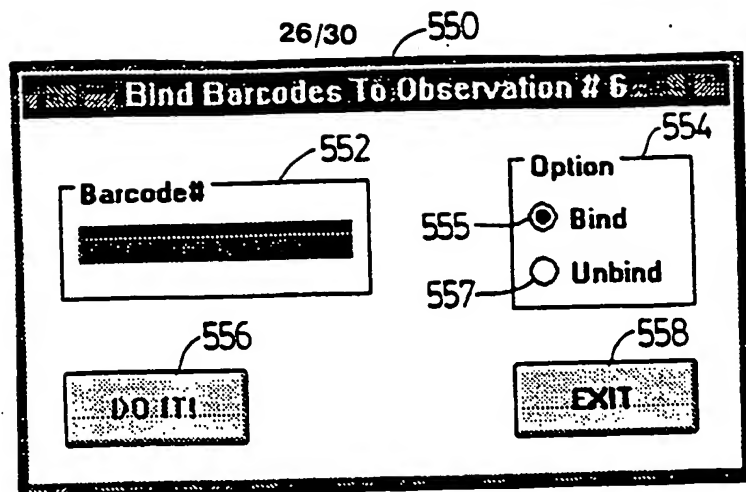 26/30
550
Bind Barcodes To Observation # 6
552
554
Barcode#
Option
555
Bind
557
Unbind
556
558
DO IT!
EXIT